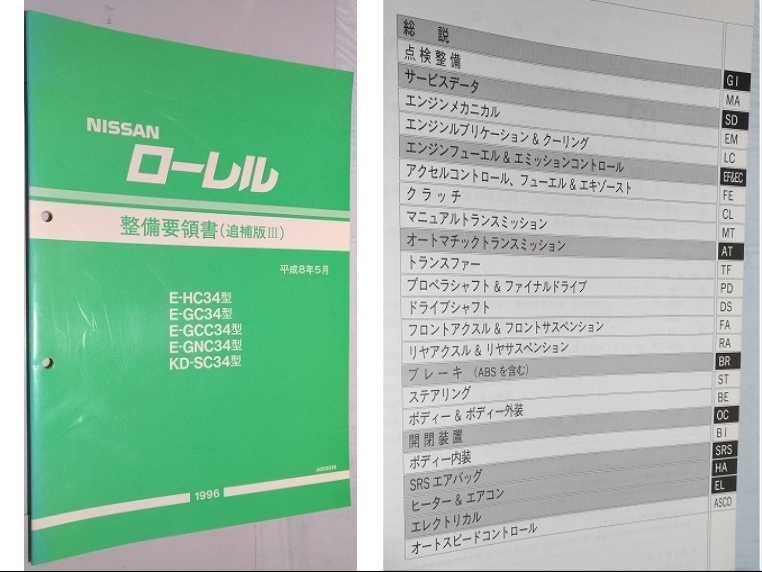 NISSAN
ローレル
整備要領書(追補版III)
平成8年5月
E-HC34型
E-GC34型
E-GCC34型
E-GNC34型
KD-SC34型
1996
総 説 GI
点検整備 MA
サービスデータ SD
エンジンメカニカル EM
エンジンルブリケーション & クーリング LC
エンジンフューエル & エミッションコントロール EF&EC
アクセルコントロール、フューエル & エキゾースト FE
クラッチ CL
マニュアルトランスミッション MT
オートマチックトランスミッション AT
トランスファー TF
プロペラシャフト & ファイナルドライブ PD
ドライブシャフト DS
フロントアクスル & フロントサスペンション FA
リヤアクスル & リヤサスペンション RA
ブレーキ (ABSを含む) BR
ステアリング ST
ボディー & ボディー外装 BE
開閉装置 OC
ボディー内装 BI
SRSエアバッグ SRS
ヒーター & エアコン HA
エレクトリカル EL
オートスピードコントロール ASCD